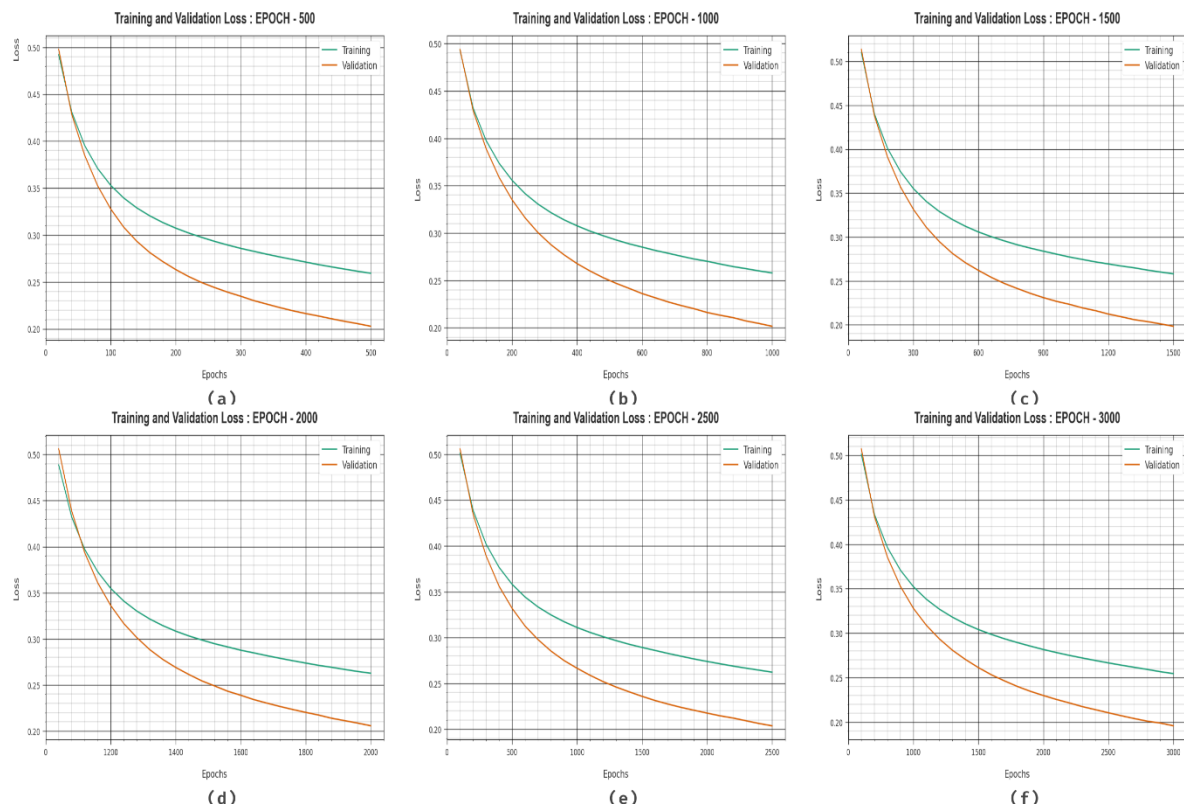 Training and Validation Loss : EPOCH - 500
Loss
0.50
0.45
0.40
0.35
0.30
0.25
0.20
Training
Validation
0 100 200 300 400 500
Epochs
(a)
Training and Validation Loss : EPOCH - 1000
Loss
0.50
0.45
0.40
0.35
0.30
0.25
0.20
Training
Validation
0 200 400 600 800 1000
Epochs
(b)
Training and Validation Loss : EPOCH - 1500
Loss
0.50
0.45
0.40
0.35
0.30
0.25
0.20
Training
Validation
0 300 600 900 1200 1500
Epochs
(c)
Training and Validation Loss : EPOCH - 2000
Loss
0.50
0.45
0.40
0.35
0.30
0.25
0.20
Training
Validation
0 1200 1400 1600 1800 2000
Epochs
(d)
Training and Validation Loss : EPOCH - 2500
Loss
0.50
0.45
0.40
0.35
0.30
0.25
0.20
Training
Validation
0 500 1000 1500 2000 2500
Epochs
(e)
Training and Validation Loss : EPOCH - 3000
Loss
0.50
0.45
0.40
0.35
0.30
0.25
0.20
Training
Validation
0 1000 1500 2000 2500 3000
Epochs
(f)